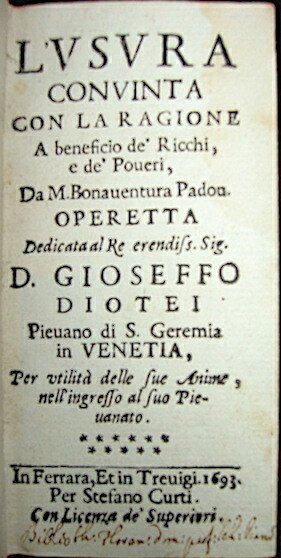 L'VSVRA
CONVINTA
CON LA RAGIONE
A beneficio de' Ricchi,
e de' Poueri,
Da M. Bonauentura Padou.
OPERETTA
Dedicata al Re erendiss. Sig.
D. GIOSEFFO
DIOTEI
Pieuano di S. Geremia
in VENETIA,
Per vtilità delle sue Anime,
nell'ingresso al suo Pie-
uanato.
In Ferrara, Et in Treuigi. 1693.
Per Stefano Curti.
Con Licenza de' Superiori.